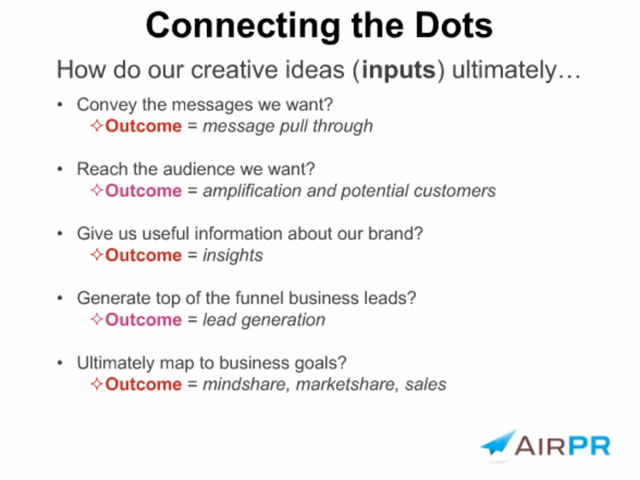 Connecting the Dots
How do our creative ideas (inputs) ultimately…
• Convey the messages we want?
✧Outcome = message pull through
• Reach the audience we want?
✧Outcome = amplification and potential customers
• Give us useful information about our brand?
✧Outcome = insights
• Generate top of the funnel business leads?
✧Outcome = lead generation
• Ultimately map to business goals?
✧Outcome = mindshare, marketshare, sales
AIRPR